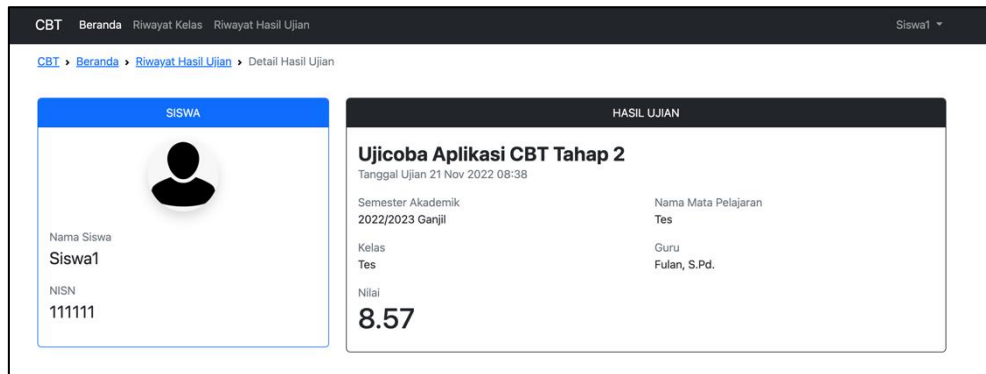 CBT Beranda Riwayat Kelas Riwayat Hasil Ujian Siswa1
CBT › Beranda › Riwayat Hasil Ujian › Detail Hasil Ujian
SISWA
Nama Siswa
Siswa1
NISN
111111
HASIL UJIAN
Ujicoba Aplikasi CBT Tahap 2
Tanggal Ujian 21 Nov 2022 08:38
Semester Akademik
2022/2023 Ganjil
Nama Mata Pelajaran
Tes
Kelas
Tes
Guru
Fulan, S.Pd.
Nilai
8.57